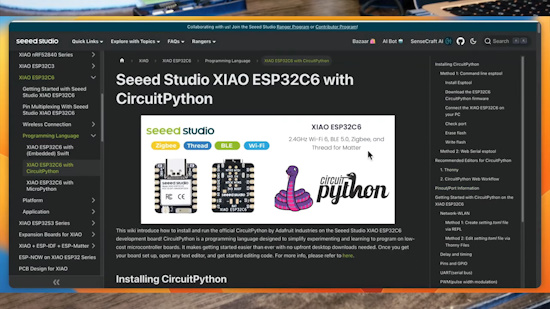 Collaborating with us! Join the Seeed Studio Ranger Program or Contributor Program!
seeed studio
Quick Links
Explore with Topics
FAQs
Rangers
Bazaar
AI Bot
SenseCraft AI
Search
XIAO nRF52840 Series
XIAO ESP32C3
XIAO ESP32C6
Getting Started with Seeed Studio XIAO ESP32C6
Pin Multiplexing With Seeed Studio XIAO ESP32C6
Wireless Connection
Programming Language
XIAO ESP32C6 with (Embedded) Swift
XIAO ESP32C6 with CircuitPython
XIAO ESP32C6 with MicroPython
Platform
Application
XIAO ESP32S3 Series
Expansion Boards for XIAO
XIAO + ESP-IDF + ESP-Matter
ESP-NOW on XIAO ESP32 Series
PCB Design for XIAO
XIAO
XIAO ESP32C6
Programming Language
XIAO ESP32C6 with CircuitPython
Seeed Studio XIAO ESP32C6 with
CircuitPython
seeed studio
Zigbee
Thread
BLE
Wi-Fi
XIAO ESP32C6
2.4GHz Wi-Fi 6, BLE 5.0, Zigbee,
and Thread for Matter
XIAO ESP32C6
circuit
python
This wiki introduce how to install and run the official CircuitPython by Adafruit Industries on the Seeed Studio XIAO ESP32C6
development board! CircuitPython is a programming language designed to simplify experimenting and learning to program on low-
cost microcontroller boards. It makes getting started easier than ever with no upfront desktop downloads needed. Once you get
your board set up, open any text editor, and get started editing code. For more info, please refer to here.
Installing CircuitPython
Installing CircuitPython
Method 1: Command line esptool
Install Esptool
Download the ESP32C6 CircuitPython firmware
Connect the XIAO ESP32C6 to your PC
Check port
Erase flash
Write flash
Method 2: Web Serial esptool
Recommended Editors for CircuitPython
1. Thonny
2. CircuitPython Web Workflow
Pinout/Port Information
Getting Started with CircuitPython on the XIAO ESP32C6
Network-WLAN
Method 1: Create setting.toml file via REPL
Method 2: Edit setting.toml file via Thonny Files
Delay and timing
Pins and GPIO
UART(serial bus)
PWM(pulse width modulation)